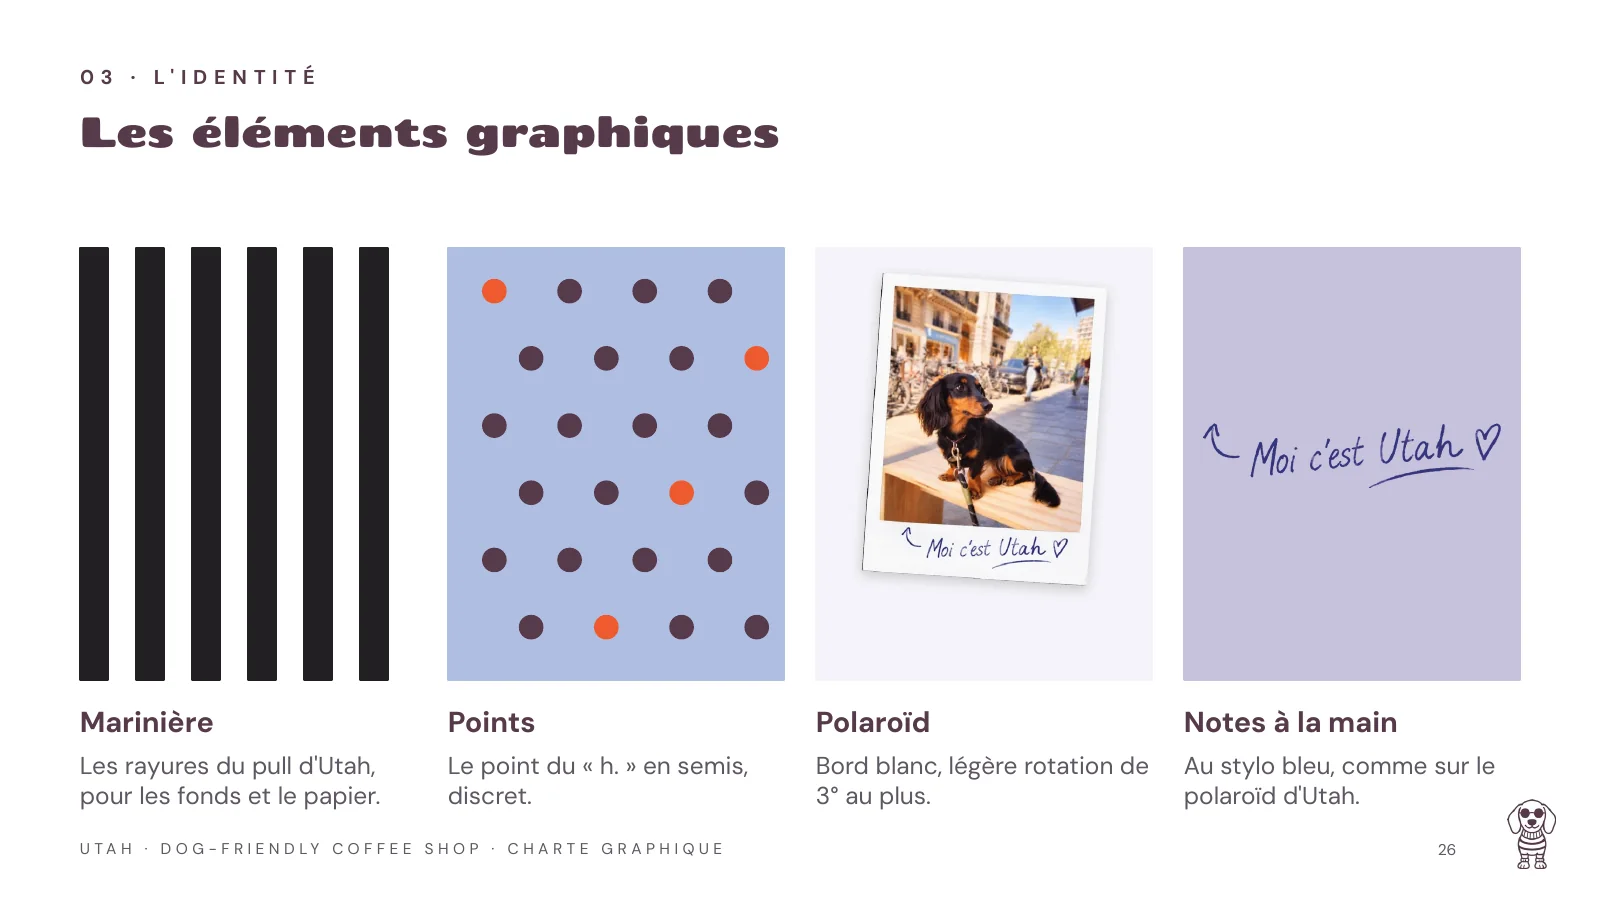 03 · L'IDENTITÉ
Les éléments graphiques
Moi c'est Utah
Moi c'est Utah
Marinière
Les rayures du pull d'Utah,
pour les fonds et le papier.
Points
Le point du « h. » en semis,
discret.
Polaroïd
Bord blanc, légère rotation de
3° au plus.
Notes à la main
Au stylo bleu, comme sur le
polaroïd d'Utah.
UTAH · DOG-FRIENDLY COFFEE SHOP · CHARTE GRAPHIQUE
26